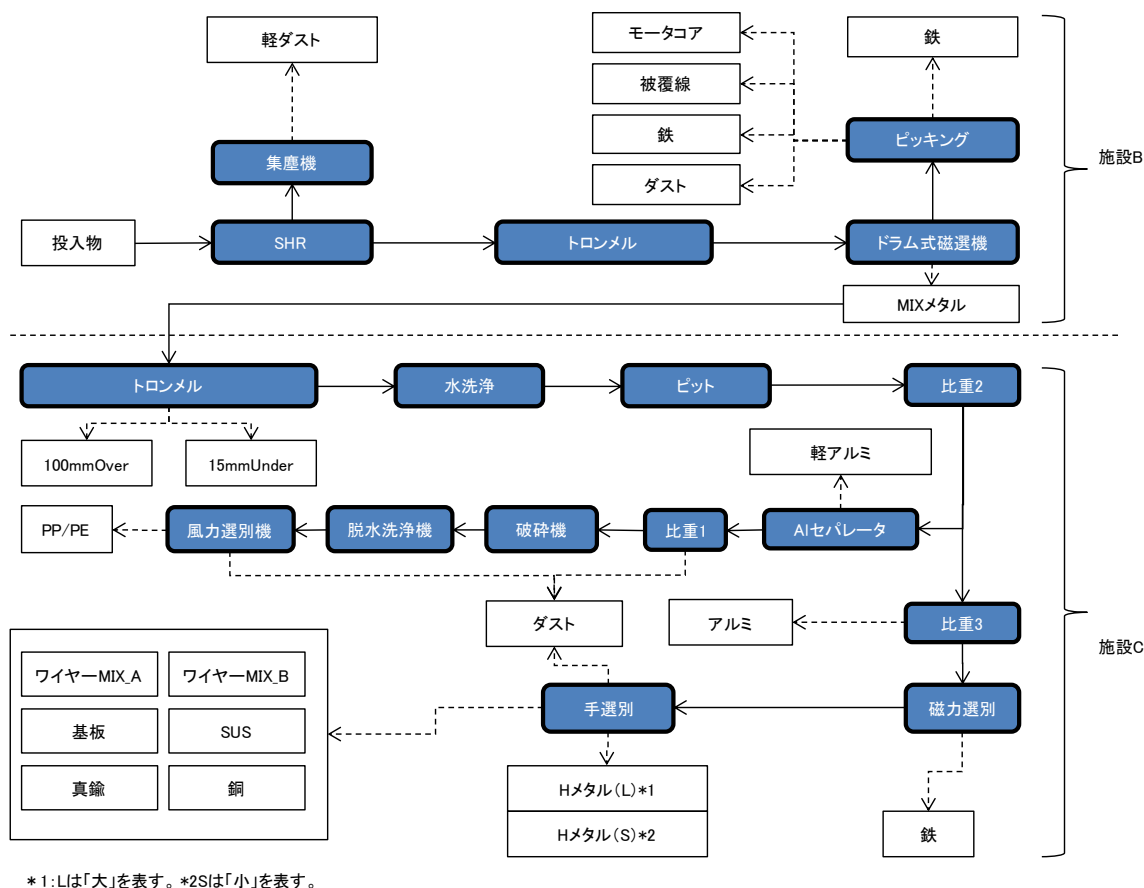 軽ダスト
モータコア
鉄
被覆線
集塵機
鉄
ピッキング
施設B
ダスト
投入物
SHR
トロンメル
ドラム式磁選機
MIXメタル
トロンメル
水洗浄
ピット
比重2
100mmOver
15mmUnder
軽アルミ
PP/PE
風力選別機
脱水洗浄機
破砕機
比重1
AIセパレータ
ダスト
アルミ
比重3
施設C
ワイヤーMIX_A
ワイヤーMIX_B
手選別
磁力選別
基板
SUS
真鍮
銅
Hメタル(L)*1
Hメタル(S)*2
鉄
*1:Lは「大」を表す。*2Sは「小」を表す。